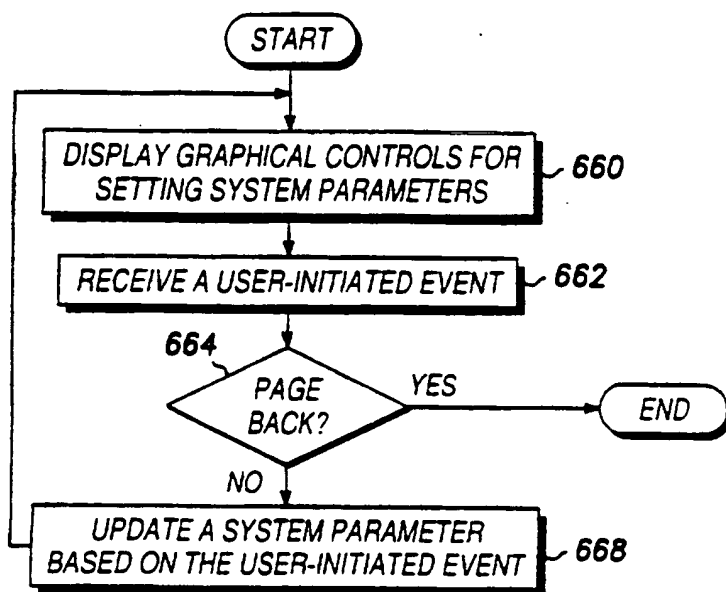 START
DISPLAY GRAPHICAL CONTROLS FOR
SETTING SYSTEM PARAMETERS
660
RECEIVE A USER-INITIATED EVENT
662
664
PAGE
BACK?
YES
END
NO
UPDATE A SYSTEM PARAMETER
BASED ON THE USER-INITIATED EVENT
668